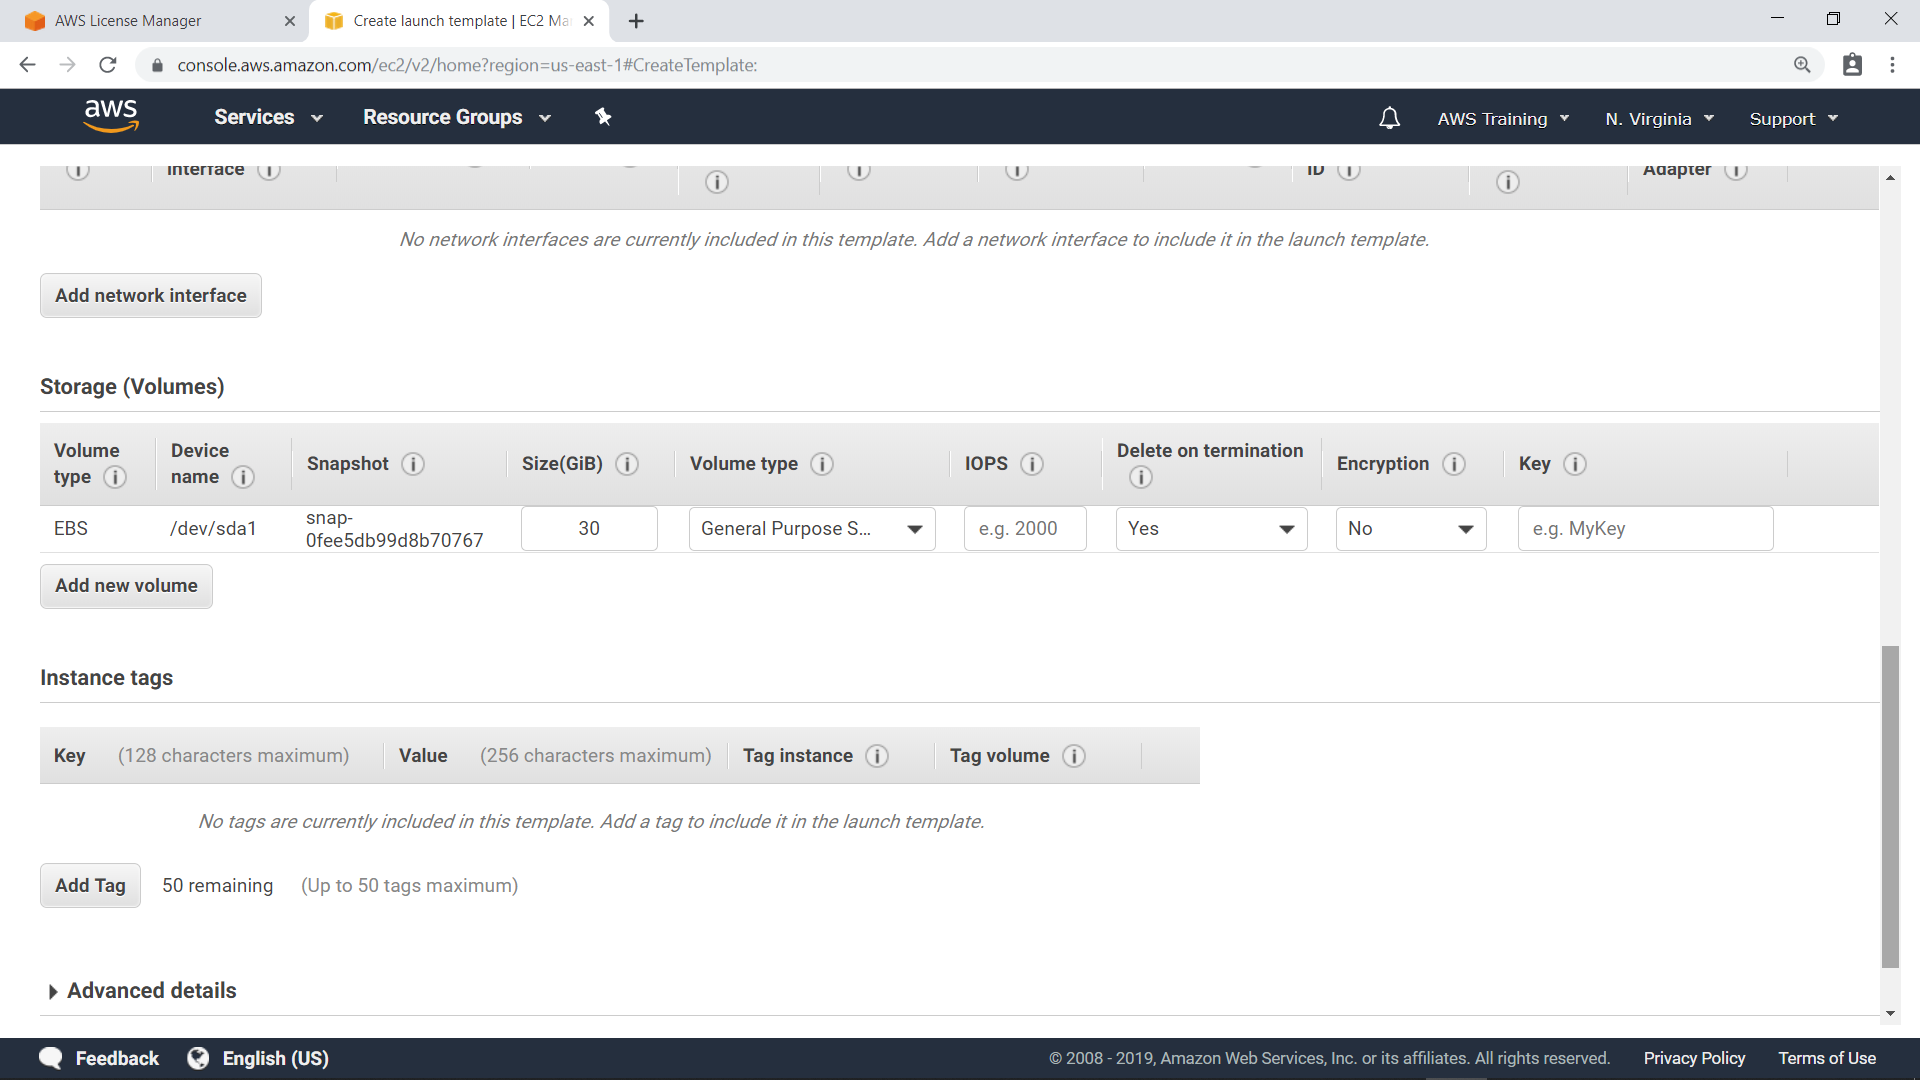 AWS License Manager
Create launch template | EC2 Ma
console.aws.amazon.com/ec2/v2/home?region=us-east-1#CreateTemplate:
aws
Services
Resource Groups
AWS Training
N. Virginia
Support
Interface
ID
Adapter
No network interfaces are currently included in this template. Add a network interface to include it in the launch template.
Add network interface
Storage (Volumes)
Volume type
Device name
Snapshot
Size(GiB)
Volume type
IOPS
Delete on termination
Encryption
Key
EBS
/dev/sda1
snap-
0fee5db99d8b70767
30
General Purpose S...
e.g. 2000
Yes
No
e.g. MyKey
Add new volume
Instance tags
Key (128 characters maximum)
Value (256 characters maximum)
Tag instance
Tag volume
No tags are currently included in this template. Add a tag to include it in the launch template.
Add Tag
50 remaining
(Up to 50 tags maximum)
Advanced details
Feedback
English (US)
© 2008 - 2019, Amazon Web Services, Inc. or its affiliates. All rights reserved.
Privacy Policy
Terms of Use